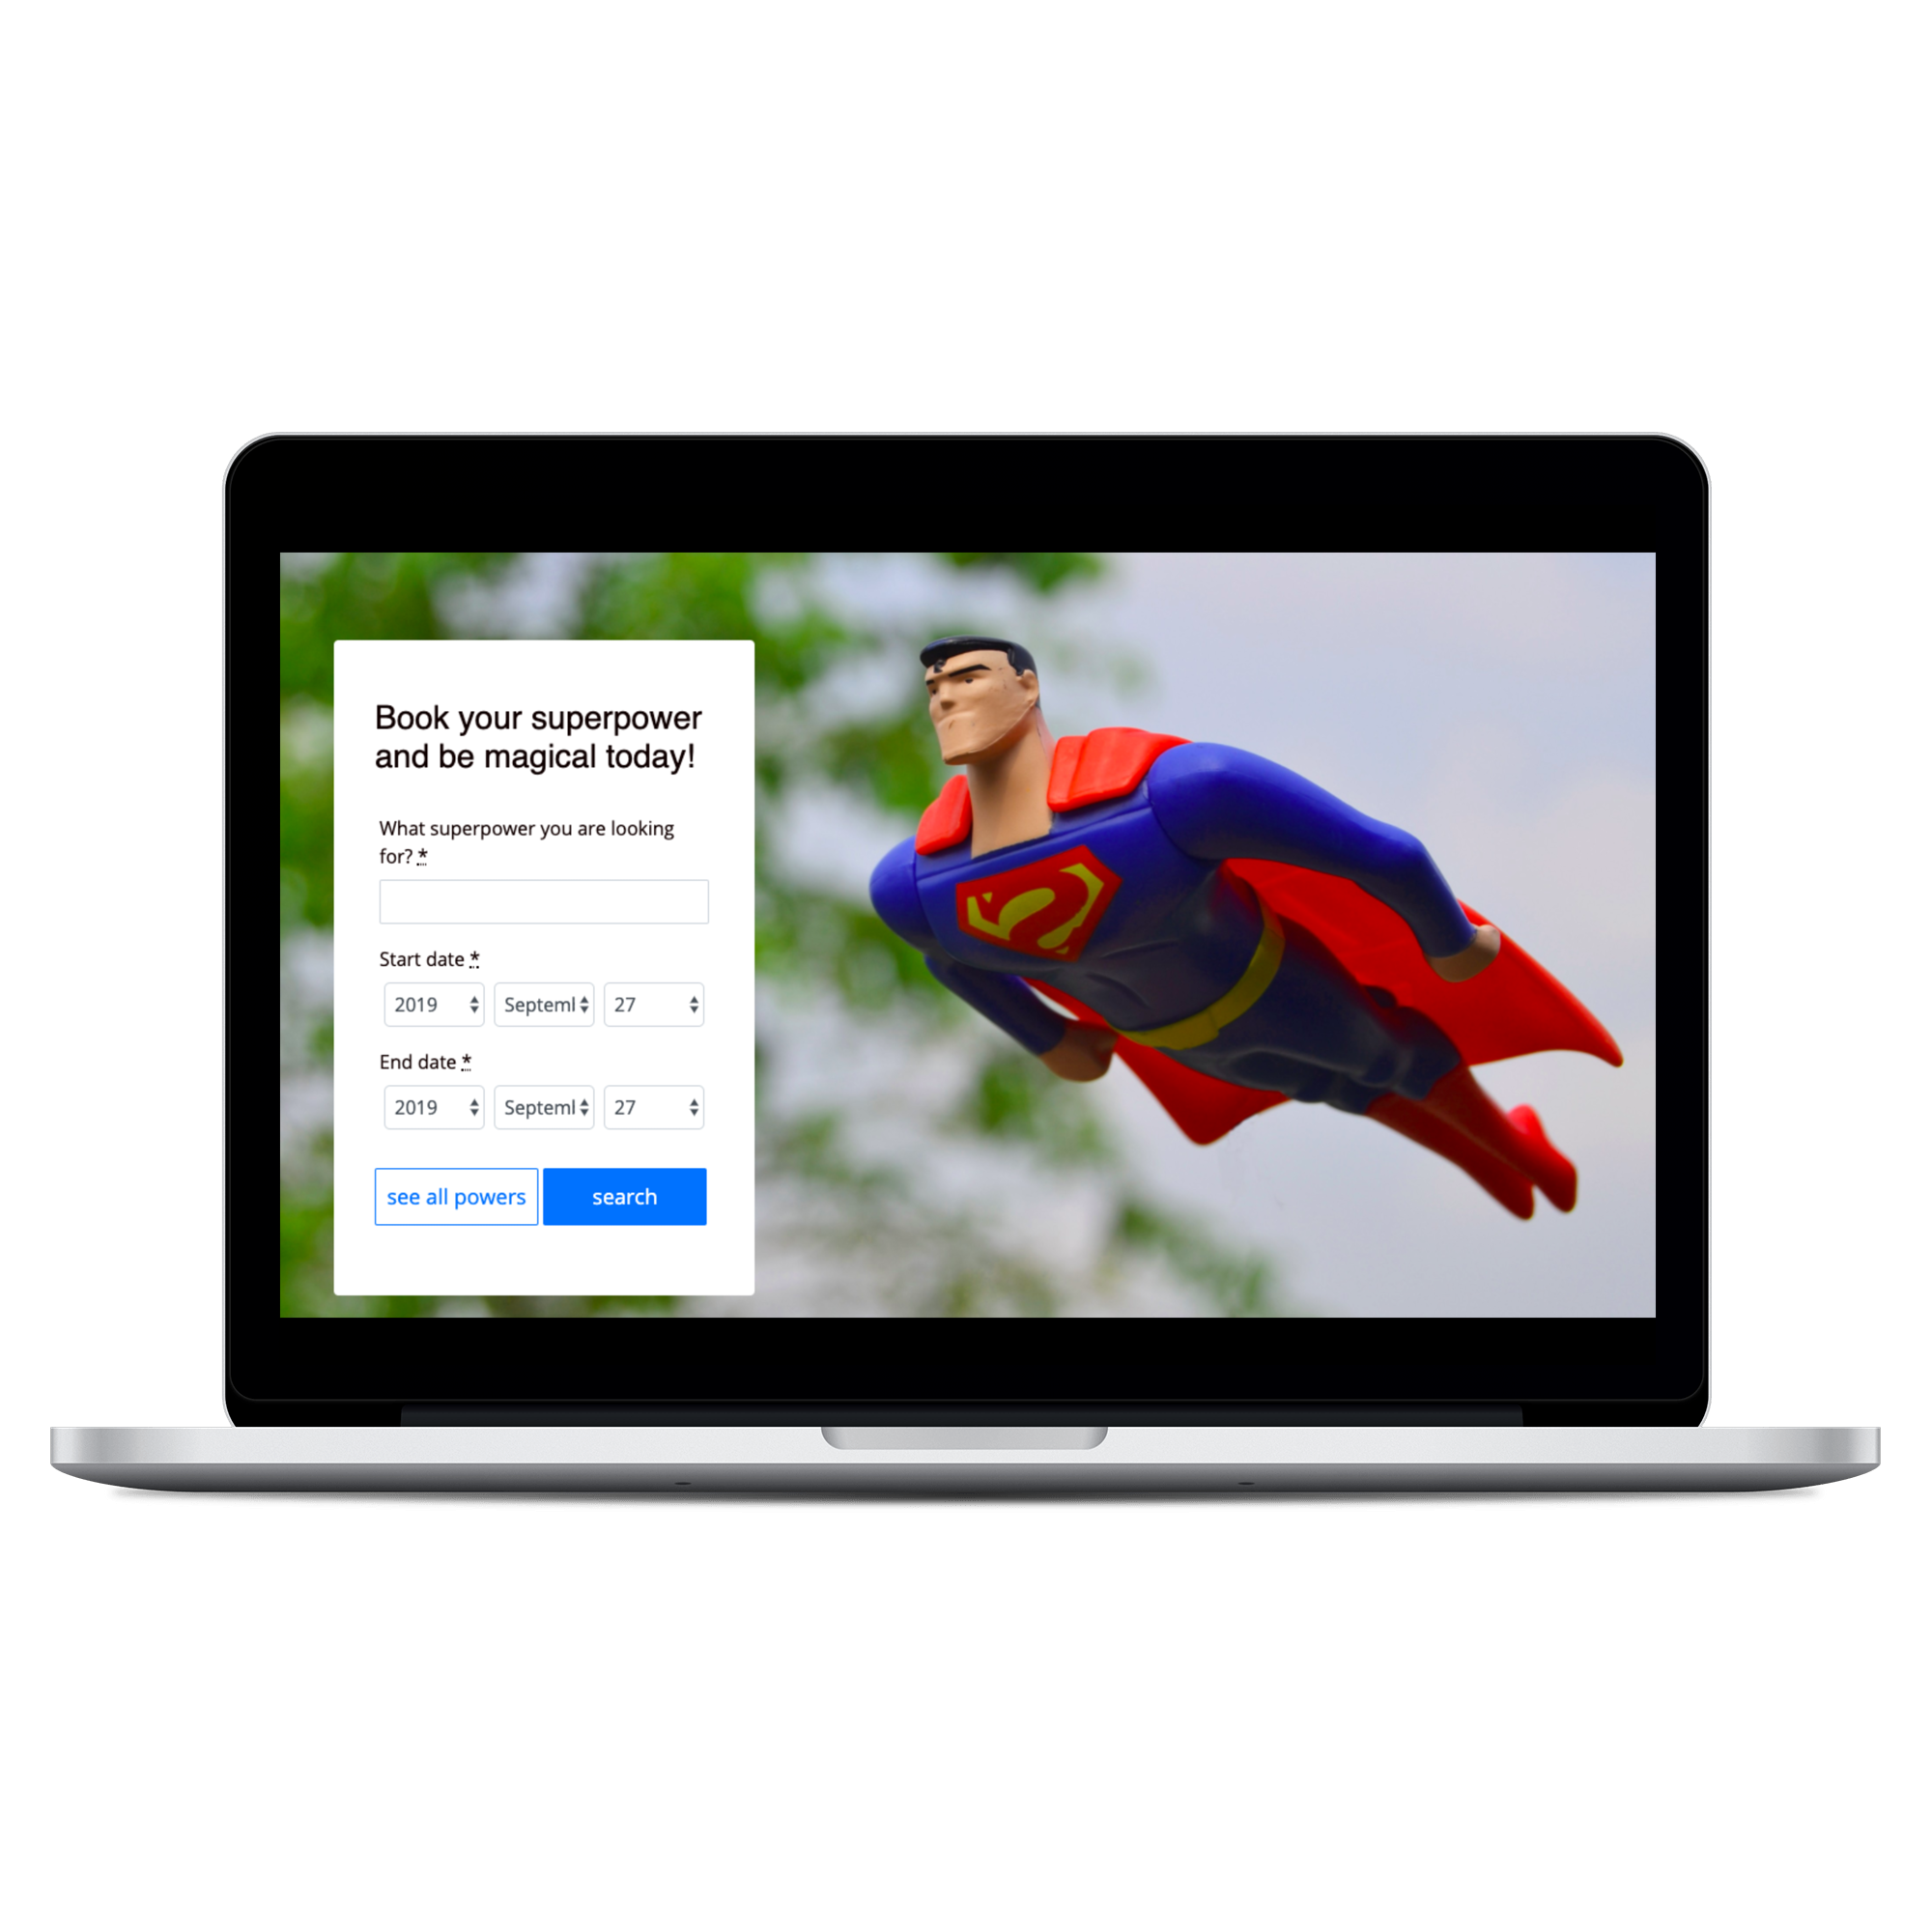 Book your superpower
and be magical today!
What superpower you are looking
for? *
Start date *
2019 Septeml 27
End date *
2019 Septeml 27
see all powers search